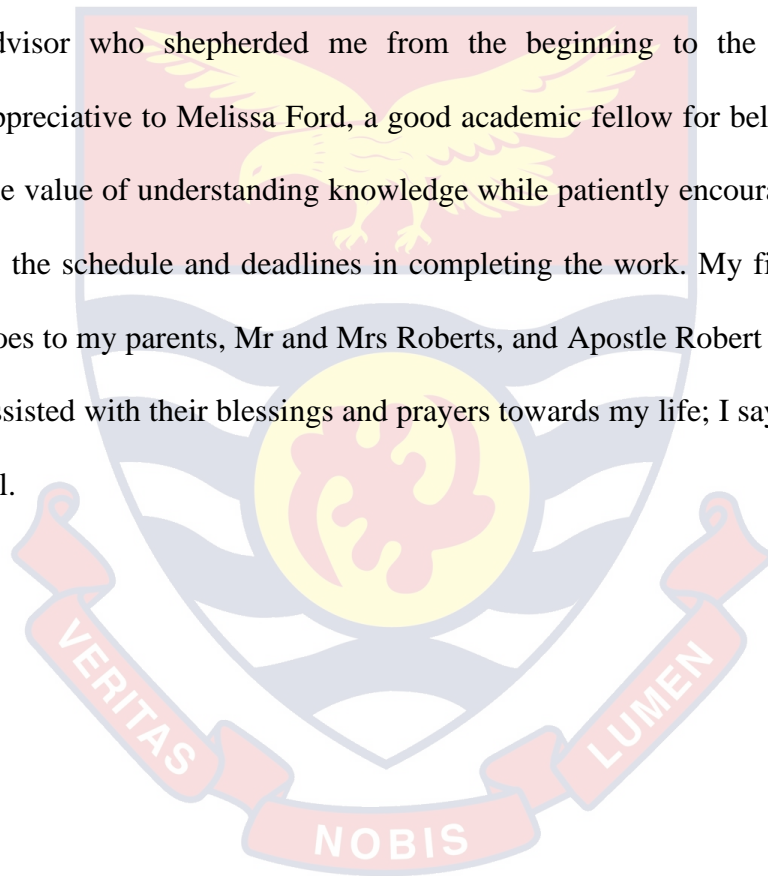 dvisor who shepherded me from the beginning to the
ppreciative to Melissa Ford, a good academic fellow for bel
e value of understanding knowledge while patiently encoura
the schedule and deadlines in completing the work. My fi
oes to my parents, Mr and Mrs Roberts, and Apostle Robert
ssisted with their blessings and prayers towards my life; I say
l.
VERITAS
NOBIS
LUMEN